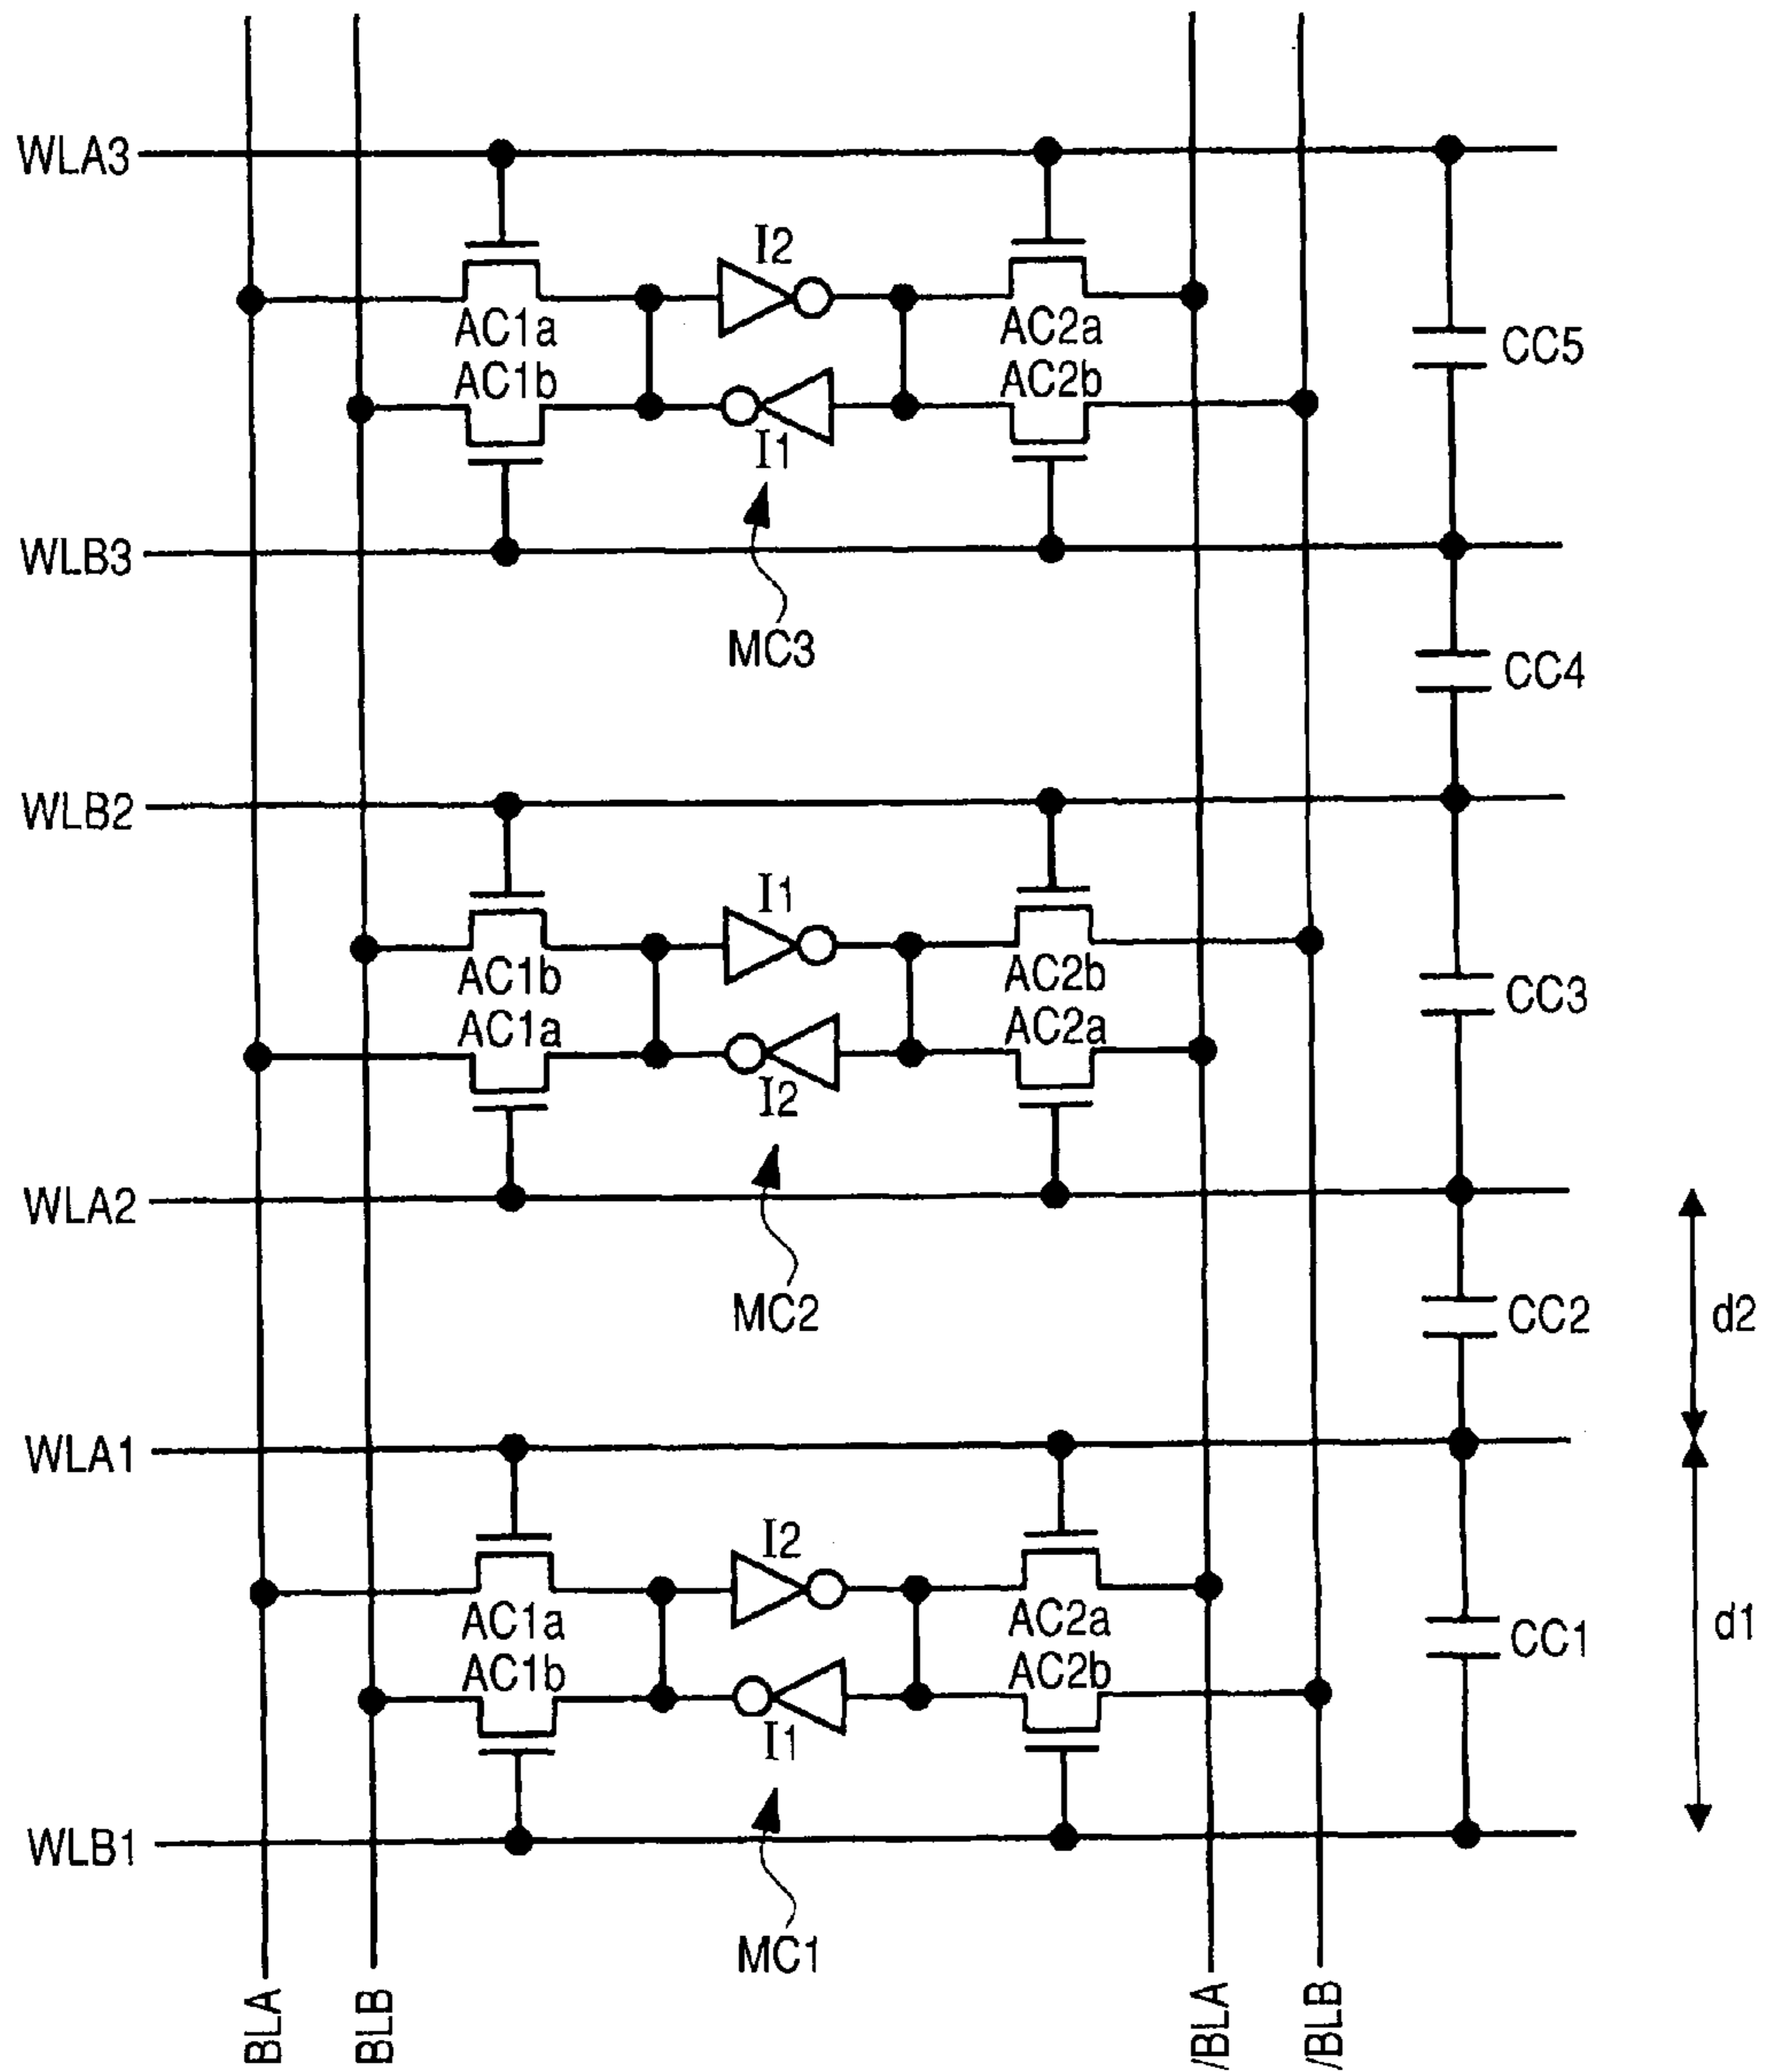 WLA3
I2
AC1a
AC2a
CC5
AC1b
AC2b
I1
WLB3
MC3
CC4
WLB2
I1
AC1b
AC2b
CC3
AC1a
AC2a
I2
WLA2
MC2
CC2
d2
WLA1
I2
AC1a
AC2a
CC1
d1
AC1b
AC2b
I1
WLB1
MC1
BLA
BLB
/BLA
/BLB